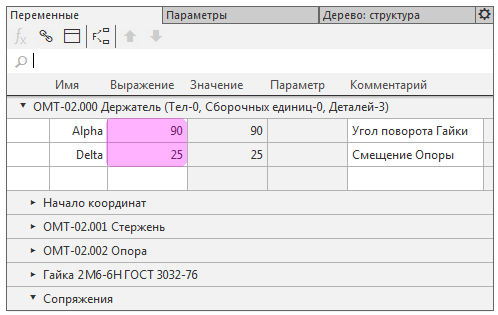 Переменные Параметры Дерево: структура
fx
Имя Выражение Значение Параметр Комментарий
ОМТ-02.000 Держатель (Тел-0, Сборочных единиц-0, Деталей-3)
Alpha 90 90 Угол поворота Гайки
Delta 25 25 Смещение Опоры
Начало координат
ОМТ-02.001 Стержень
ОМТ-02.002 Опора
Гайка 2М6-6Н ГОСТ 3032-76
Сопряжения